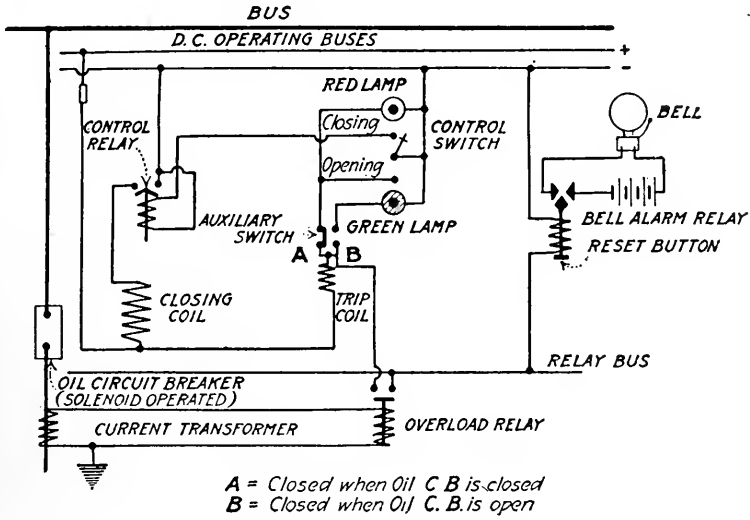 BUS
D.C. OPERATING BUSES
+
-
RED LAMP
Closing
CONTROL
SWITCH
BELL
CONTROL
RELAY
Opening
AUXILIARY
SWITCH
GREEN LAMP
BELL ALARM RELAY
RESET BUTTON
A
B
CLOSING
COIL
TRIP
COIL
RELAY BUS
OIL CIRCUIT BREAKER
(SOLENOID OPERATED)
CURRENT TRANSFORMER
OVERLOAD RELAY
A = Closed when Oil C B is closed
B = Closed when Oil C. B. is open